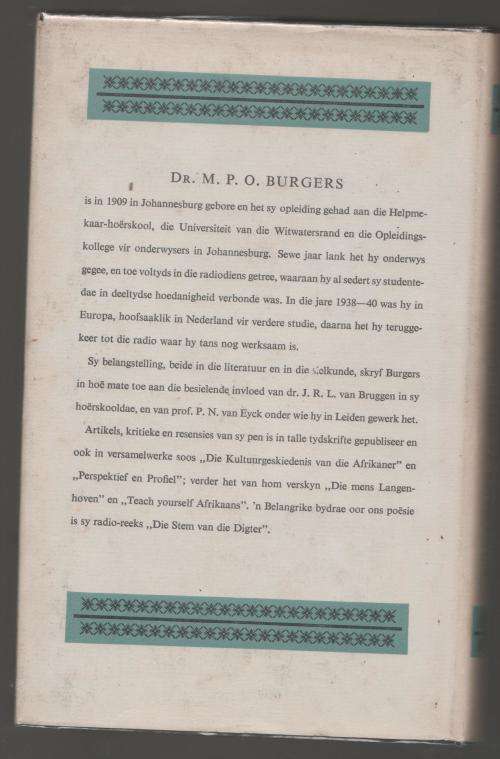 DR. M. P. O. BURGERS
is in 1909 in Johannesburg gebore en het sy opleiding gehad aan die Helpme-
kaar-hoërskool, die Universiteit van die Witwatersrand en die Opleidings-
kollege vir onderwysers in Johannesburg. Sewe jaar lank het hy onderwys
gegee, en toe voltyds in die radiodiens getree, waaraan hy al sedert sy studente-
dae in deeltydse hoedanigheid verbonde was. In die jare 1938—40 was hy in
Europa, hoofsaaklik in Nederland vir verdere studie, daarna het hy terugge-
keer tot die radio waar hy tans nog werksaam is.
Sy belangstelling, beide in die literatuur en in die sielkunde, skryf Burgers
in hoë mate toe aan die besielende invloed van dr. J. R. L. van Bruggen in sy
hoërskooldae, en van prof. P. N. van Eyck onder wie hy in Leiden gewerk het.
Artikels, kritieke en resensies van sy pen is in talle tydskrifte gepubliseer en
ook in versamelwerke soos „Die Kultuurgeskiedenis van die Afrikaner” en
„Perspektief en Profiel”; verder het van hom verskyn „Die mens Langen-
hoven” en „Teach yourself Afrikaans”. 'n Belangrike bydrae oor ons poësie
is sy radio-reeks „Die Stem van die Digter”.